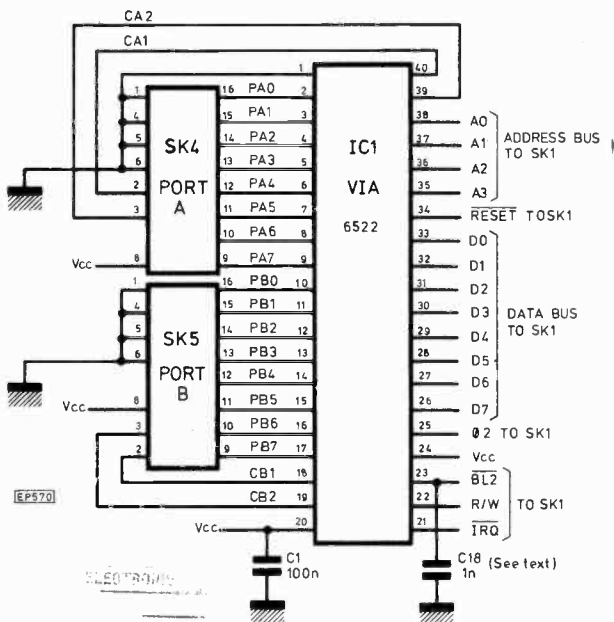 CA2
CA1
1
40
39
1
16 PA0 2
38 A0
15 PA1 3
37 A1
ADDRESS BUS
TO SK1
4
SK4
14 PA2 4
IC1
36 A2
5
13 PA3 5
VIA
35 A3
6
PORT
A
12 PA4 6
6522
34 RESET TO SK1
2
11 PA5 7
33 D0
3
10 PA6 8
32 D1
Vcc 8
9 PA7 9
31 D2
1
16 PB0 10
30 D3
DATA BUS
TO SK1
4
15 PB1 11
29 D4
5
SK5
14 PB2 12
28 D5
6
PORT
B
13 PB3 13
27 D6
12 PB4 14
26 D7
Vcc 8
11 PB5 15
25 Ø2 TO SK1
3
10 PB6 16
24 Vcc
2
9 PB7 17
23 BL2
CB1 18
22 R/W
TO SK1
EP570
CB2 19
21 IRQ
Vcc 20
C1
100n
C18 (See text)
1n